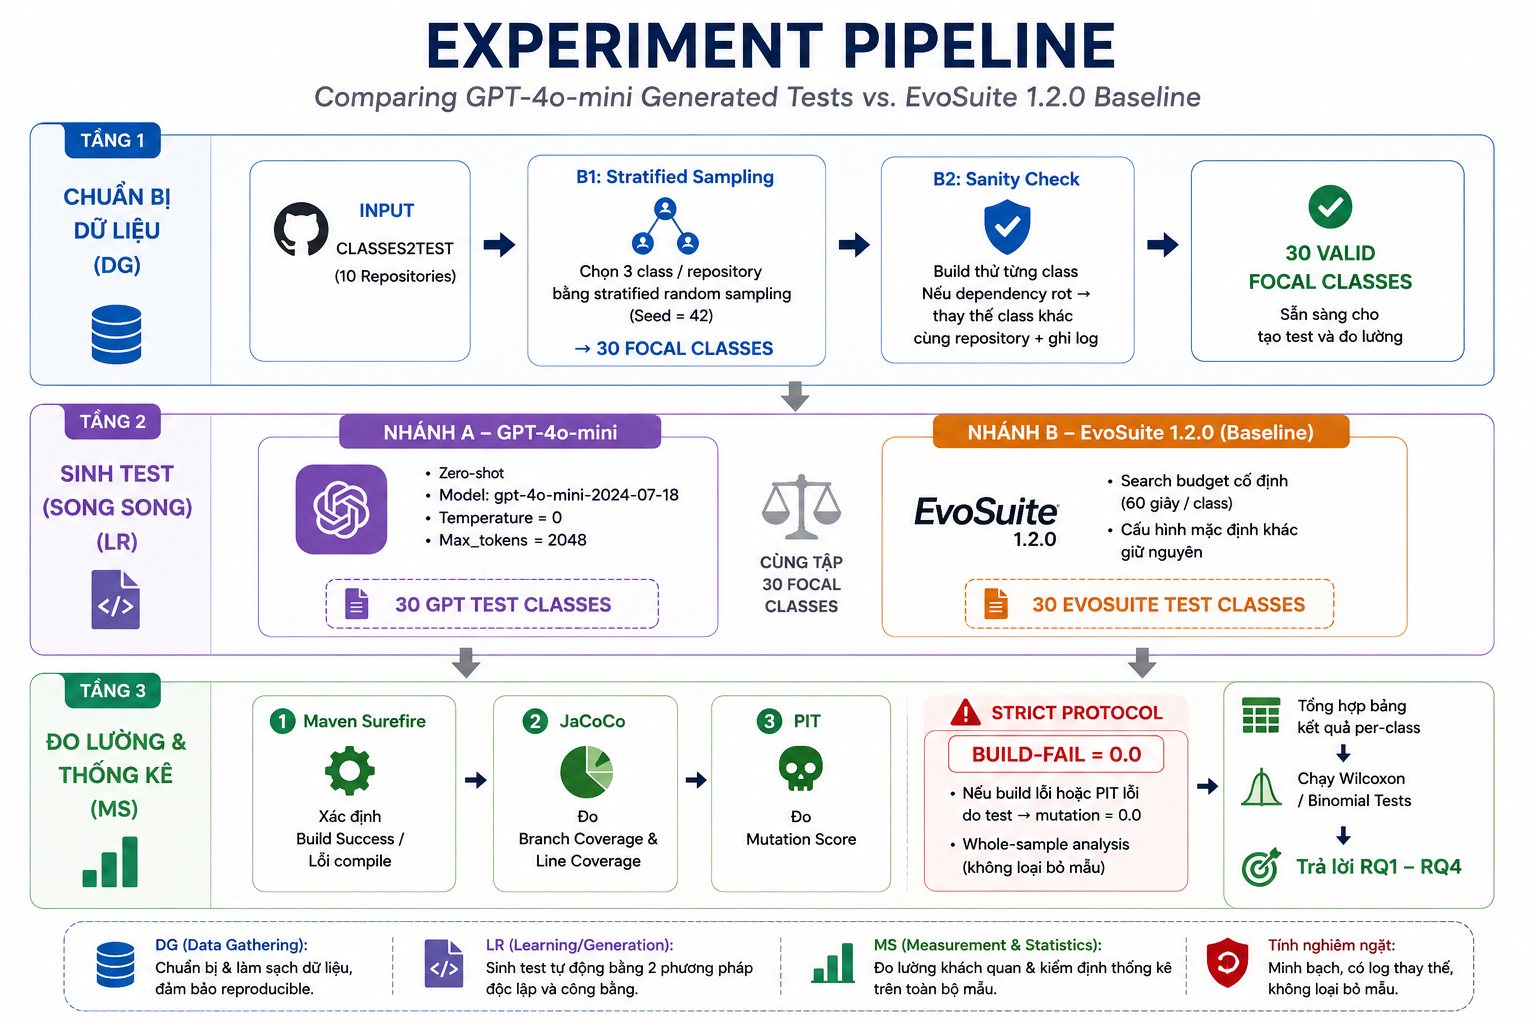 EXPERIMENT PIPELINE
Comparing GPT-4o-mini Generated Tests vs. EvoSuite 1.2.0 Baseline
TẦNG 1
CHUẨN BỊ
DỮ LIỆU
(DG)
INPUT
CLASSES2TEST
(10 Repositories)
B1: Stratified Sampling
Chọn 3 class / repository
bằng stratified random sampling
(Seed = 42)
→ 30 FOCAL CLASSES
B2: Sanity Check
Build thử từng class
Nếu dependency rot →
thay thế class khác
cùng repository + ghi log
30 VALID
FOCAL CLASSES
Sẵn sàng cho
tạo test và đo lường
TẦNG 2
SINH TEST
(SONG SONG)
(LR)
NHÁNH A – GPT-4o-mini
• Zero-shot
• Model: gpt-4o-mini-2024-07-18
• Temperature = 0
• Max_tokens = 2048
30 GPT TEST CLASSES
CÙNG TẬP
30 FOCAL
CLASSES
NHÁNH B – EvoSuite 1.2.0 (Baseline)
EvoSuite
1.2.0
• Search budget cố định
(60 giây / class)
• Cấu hình mặc định khác
giữ nguyên
30 EVOSUITE TEST CLASSES
TẦNG 3
ĐO LƯỜNG &
THỐNG KÊ
(MS)
1 Maven Surefire
Xác định
Build Success /
Lỗi compile
2 JaCoCo
Đo
Branch Coverage &
Line Coverage
3 PIT
Đo
Mutation Score
STRICT PROTOCOL
BUILD-FAIL = 0.0
• Nếu build lỗi hoặc PIT lỗi
do test → mutation = 0.0
• Whole-sample analysis
(không loại bỏ mẫu)
Tổng hợp bảng
kết quả per-class
Chạy Wilcoxon
/ Binomial Tests
Trả lời RQ1 – RQ4
DG (Data Gathering):
Chuẩn bị & làm sạch dữ liệu,
đảm bảo reproducible.
LR (Learning/Generation):
Sinh test tự động bằng 2 phương pháp
độc lập và công bằng.
MS (Measurement & Statistics):
Đo lường khách quan & kiểm định thống kê
trên toàn bộ mẫu.
Tính nghiêm ngặt:
Minh bạch, có log thay thế,
không loại bỏ mẫu.